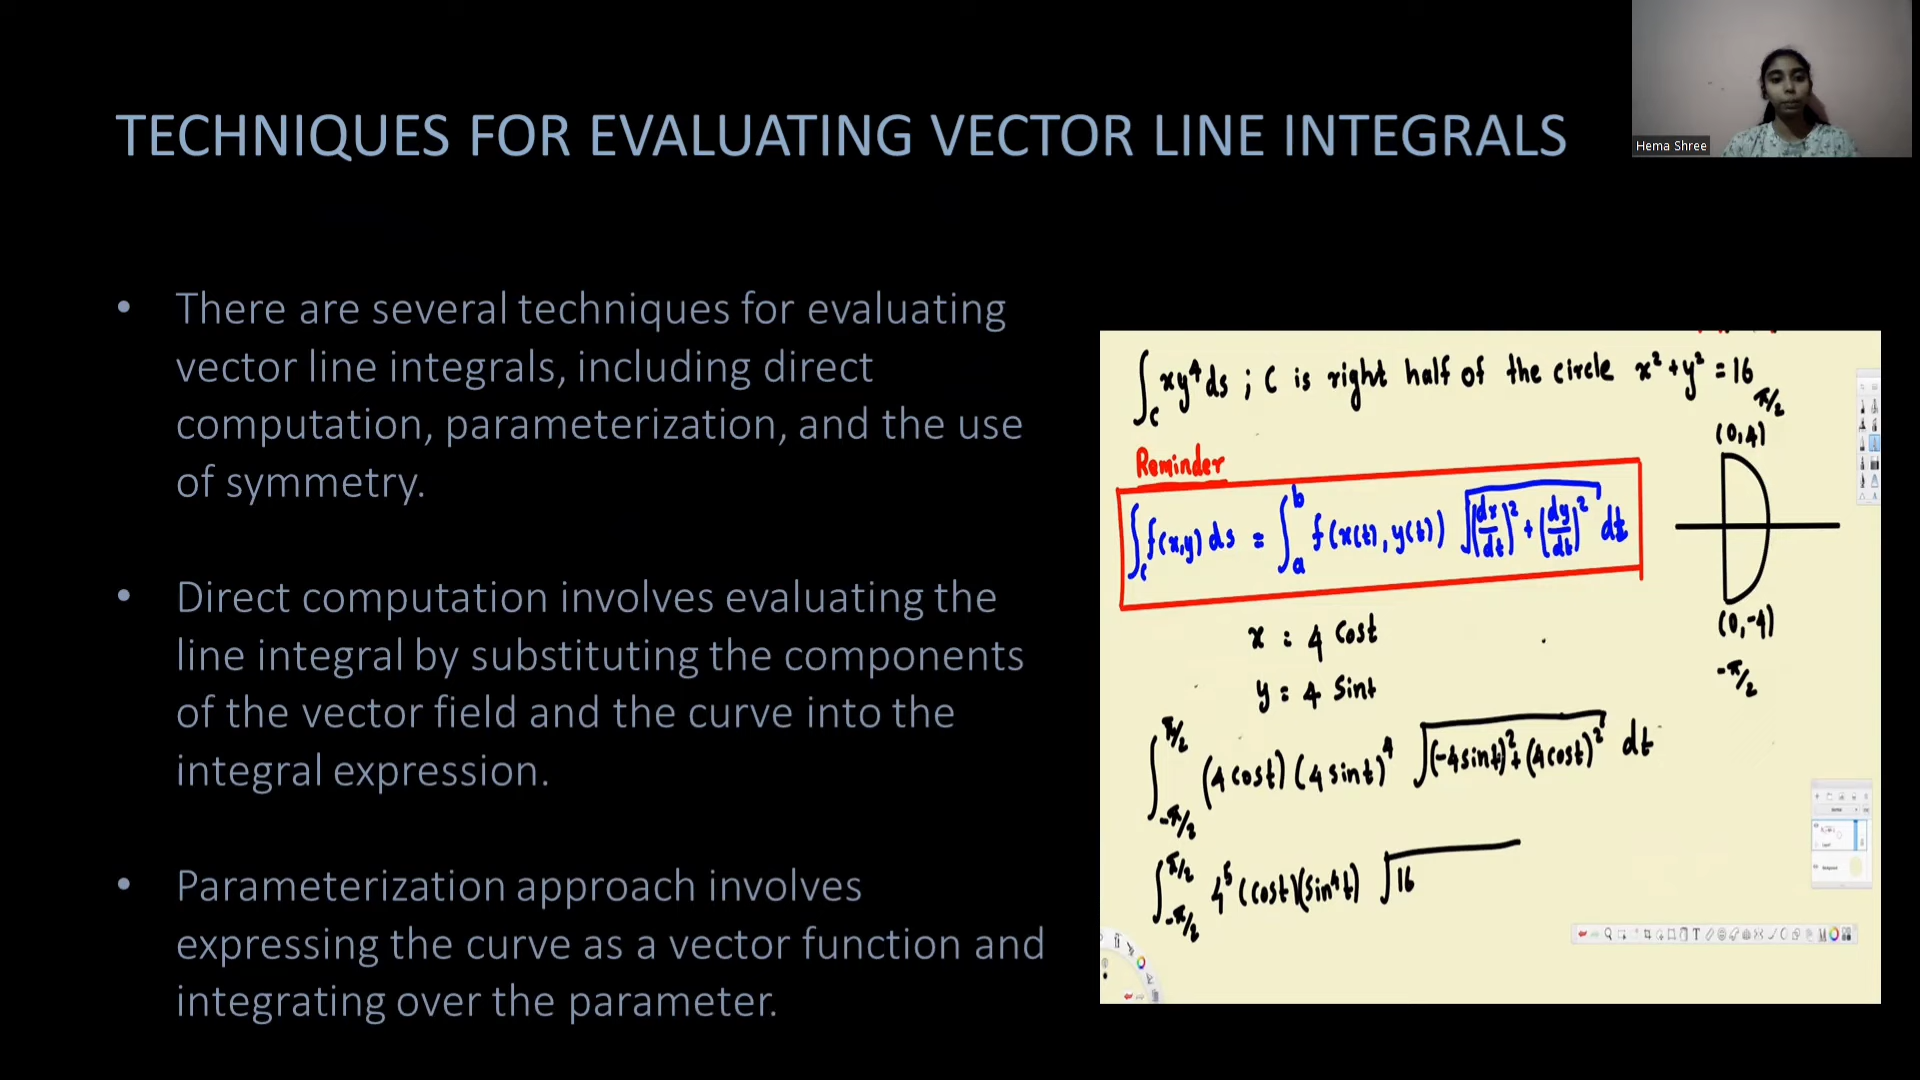 TECHNIQUES FOR EVALUATING VECTOR LINE INTEGRALS
Hema Shree
• There are several techniques for evaluating
vector line integrals, including direct
computation, parameterization, and the use
of symmetry.
• Direct computation involves evaluating the
line integral by substituting the components
of the vector field and the curve into the
integral expression.
• Parameterization approach involves
expressing the curve as a vector function and
integrating over the parameter.
∫c xy⁴ ds ; C is right half of the circle x² + y² = 16
π/2
(0,4)
Reminder
∫c f(x,y) ds = ∫ₐᵇ f(x(t), y(t)) √((dx/dt)² + (dy/dt)²) dt
(0,-4)
-π/2
x = 4 Cost
y = 4 Sint
∫ from -π/2 to π/2 (4 cost)(4 sint)⁴ √((-4sint)² + (4cost)²) dt
∫ from -π/2 to π/2 4⁵ (cost)(sin⁴t) √16